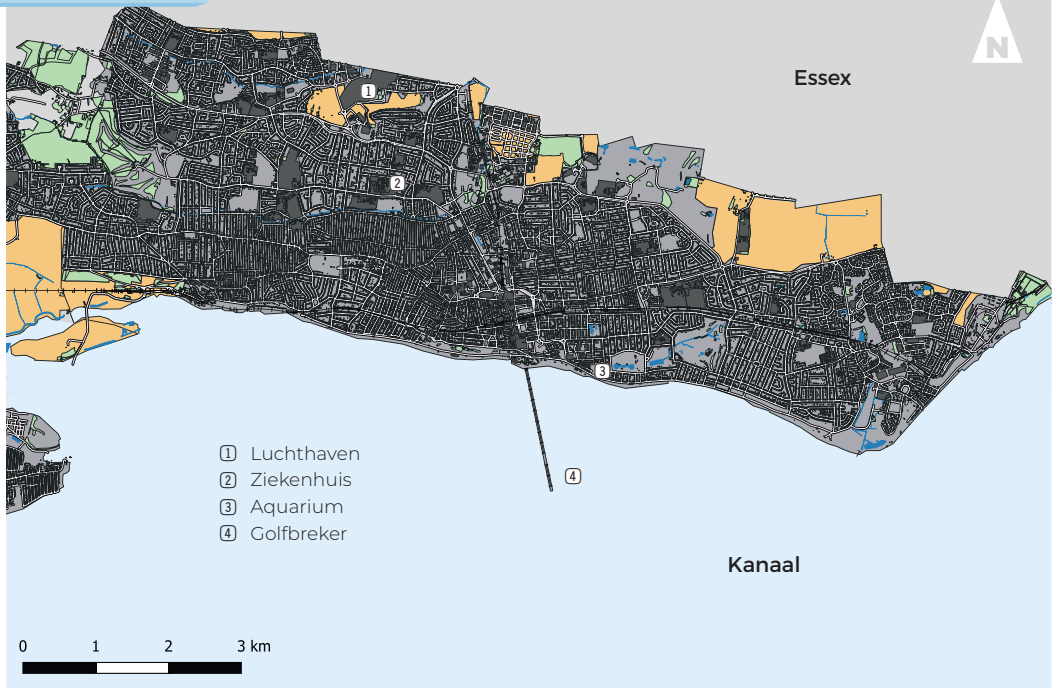 N
Essex
1
2
3
4
1 Luchthaven
2 Ziekenhuis
3 Aquarium
4 Golfbreker
Kanaal
0 1 2 3 km